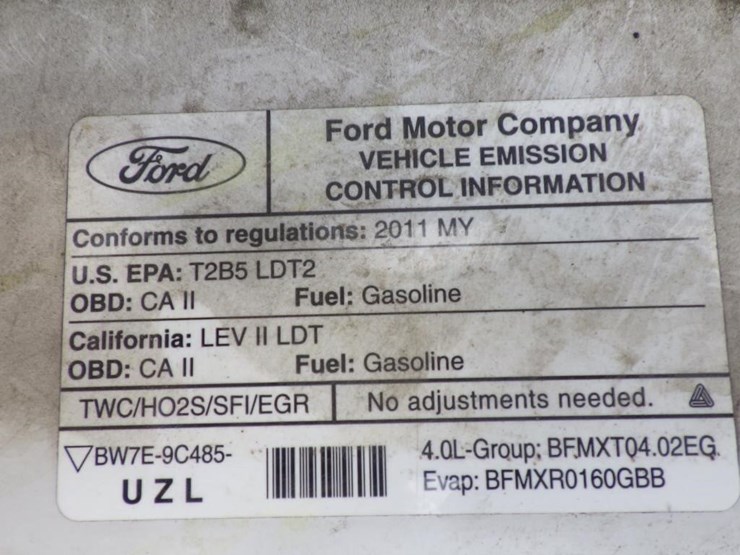 Ford
Ford Motor Company
VEHICLE EMISSION
CONTROL INFORMATION
Conforms to regulations: 2011 MY
U.S. EPA: T2B5 LDT2
OBD: CA II Fuel: Gasoline
California: LEV II LDT
OBD: CA II Fuel: Gasoline
TWC/HO2S/SFI/EGR No adjustments needed.
BW7E-9C485- 4.0L-Group: BFMXT04.02EG
UZL Evap: BFMXR0160GBB